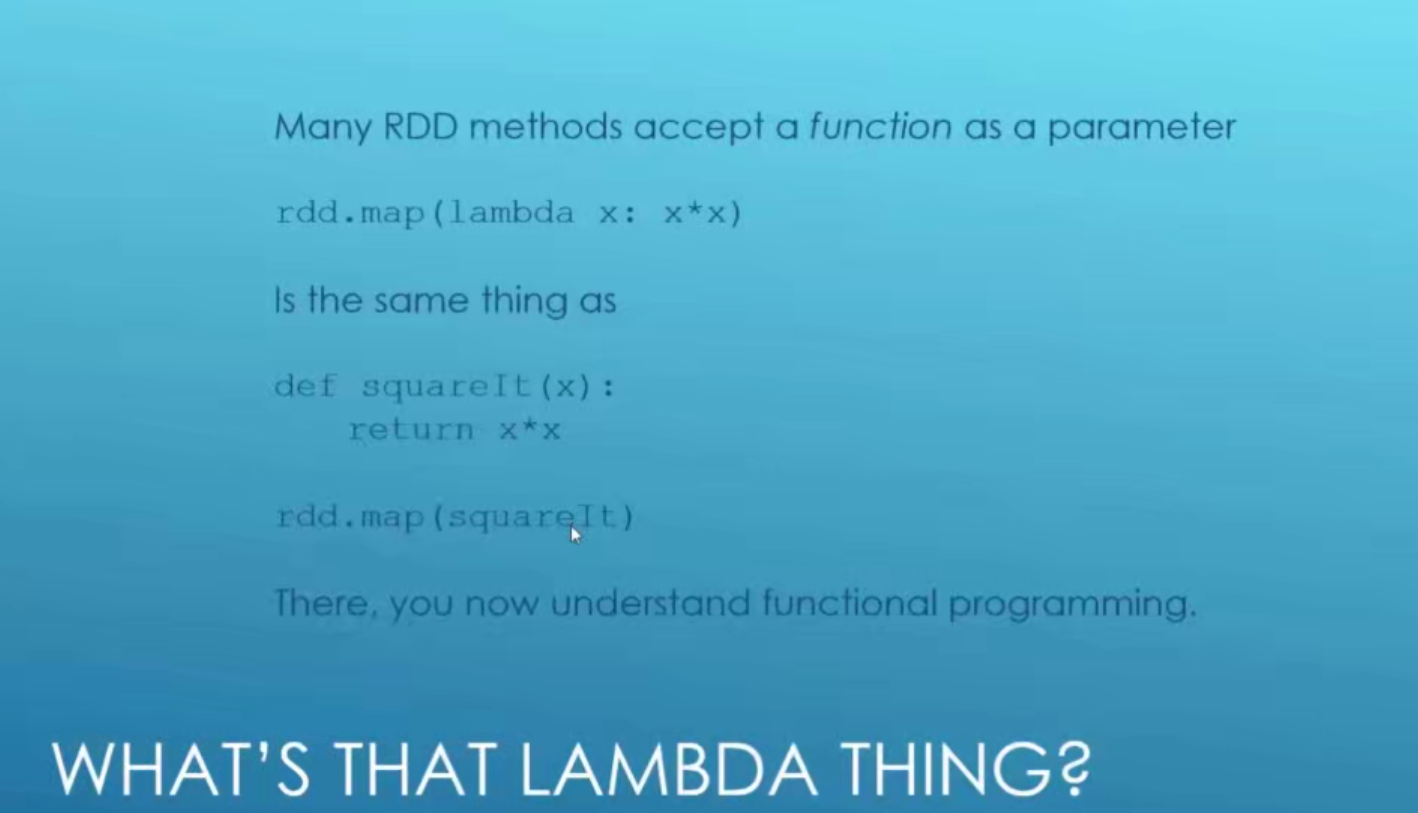 Many RDD methods accept a function as a parameter
rdd.map(lambda x: x*x)
Is the same thing as
def squareIt(x):
    return x*x
rdd.map(squareIt)
There, you now understand functional programming.
WHAT'S THAT LAMBDA THING?